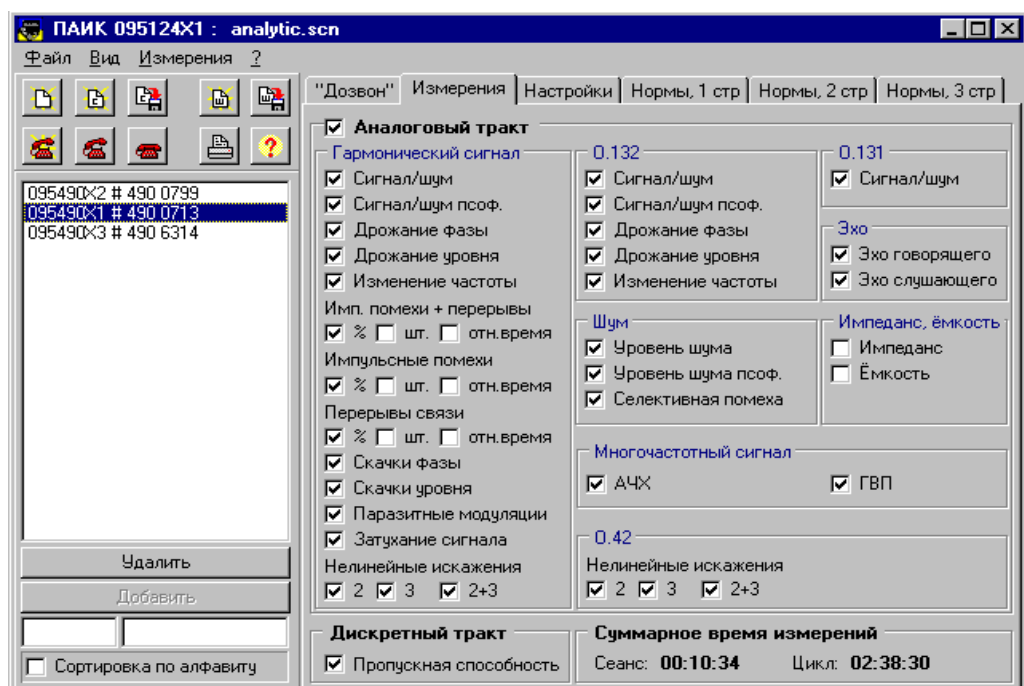 ПАИК 095124X1 : analytic.scn
Файл Вид Измерения ?
"Дозвон" Измерения Настройки Нормы, 1 стр Нормы, 2 стр Нормы, 3 стр
095490X2 # 490 0799
095490X1 # 490 0713
095490X3 # 490 6314
Удалить
Добавить
Сортировка по алфавиту
Аналоговый тракт
Гармонический сигнал
Сигнал/шум
Сигнал/шум псоф.
Дрожание фазы
Дрожание уровня
Изменение частоты
Имп. помехи + перерывы
% шт. отн.время
Импульсные помехи
% шт. отн.время
Перерывы связи
% шт. отн.время
Скачки фазы
Скачки уровня
Паразитные модуляции
Затухание сигнала
Нелинейные искажения
2 3 2+3
О.132
Сигнал/шум
Сигнал/шум псоф.
Дрожание фазы
Дрожание уровня
Изменение частоты
О.131
Сигнал/шум
Эхо
Эхо говорящего
Эхо слушающего
Шум
Уровень шума
Уровень шума псоф.
Селективная помеха
Импеданс, ёмкость
Импеданс
Ёмкость
Многочастотный сигнал
АЧХ ГВП
О.42
Нелинейные искажения
2 3 2+3
Дискретный тракт
Пропускная способность
Суммарное время измерений
Сеанс: 00:10:34 Цикл: 02:38:30